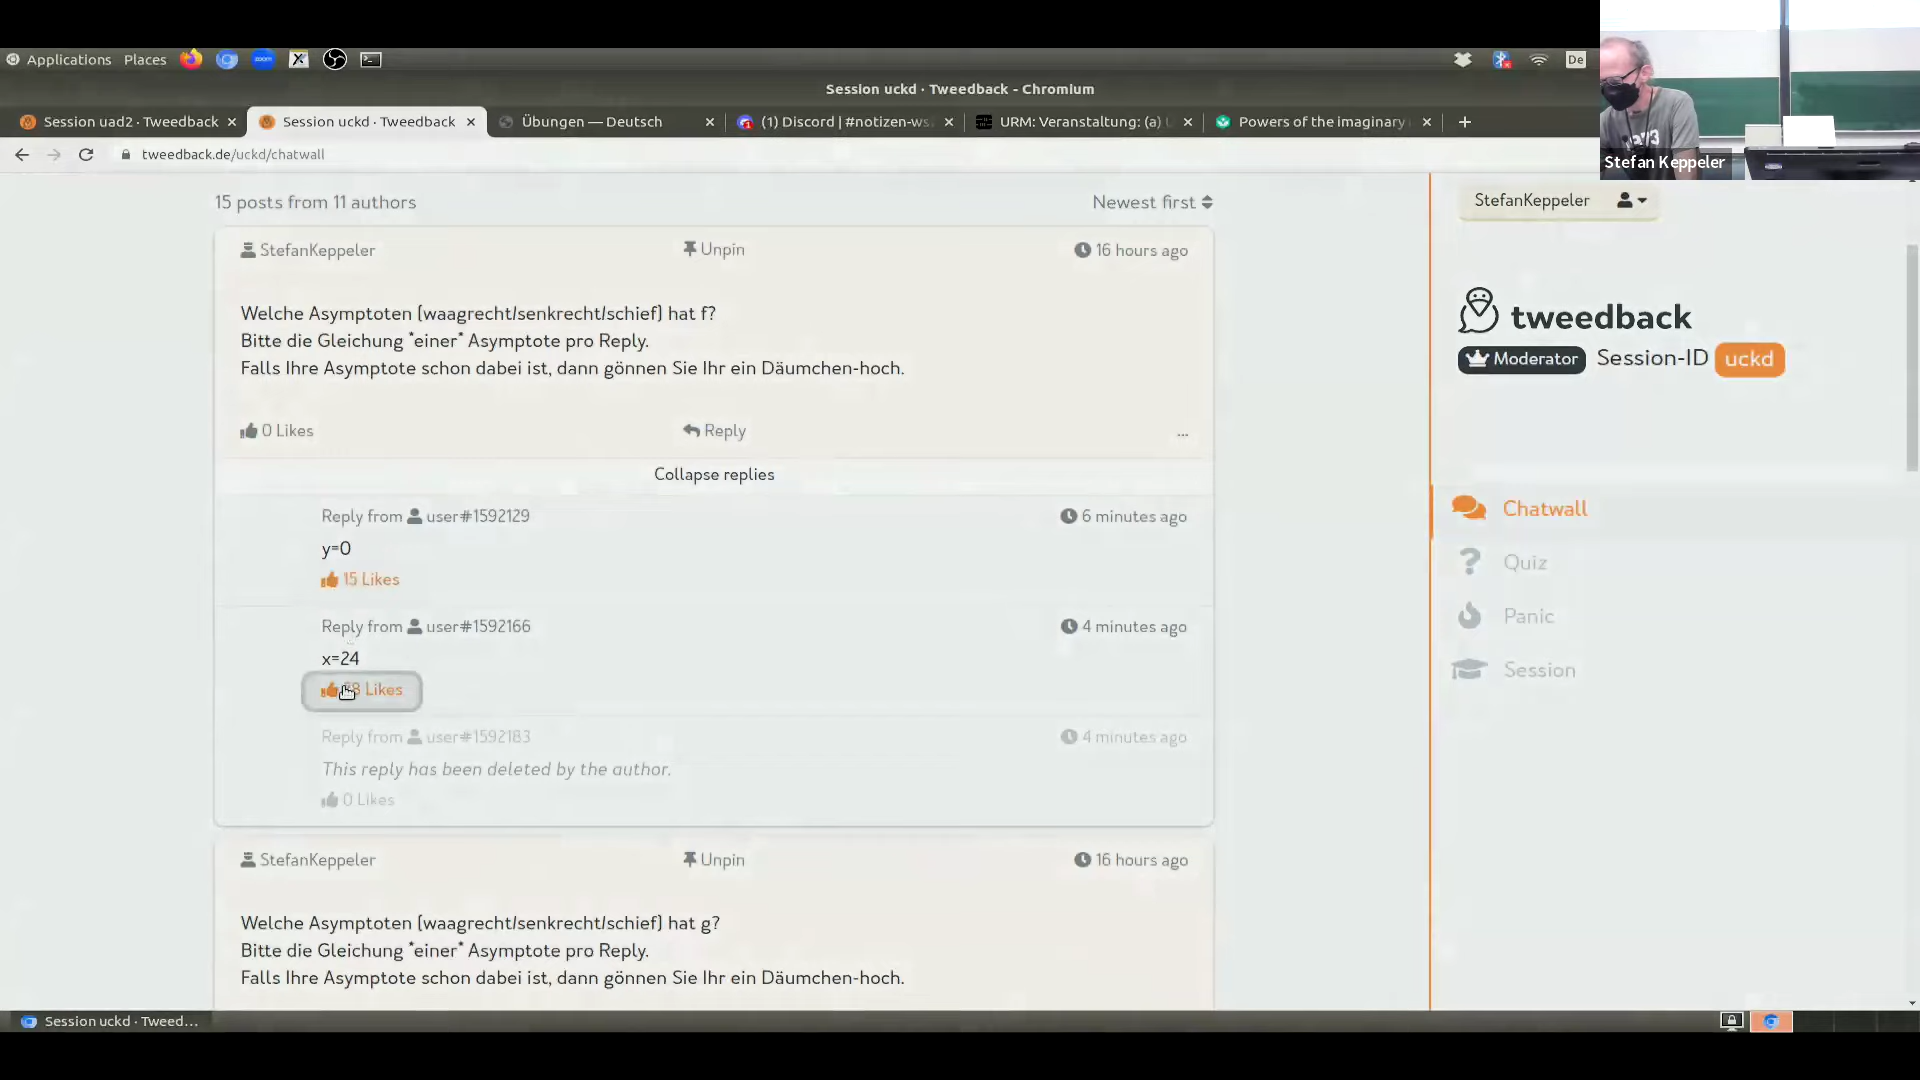 Applications Places zoom De
Session uckd · Tweedback - Chromium
Session uad2 · Tweedback
Session uckd · Tweedback
Übungen — Deutsch
(1) Discord | #notizen-ws
URM: Veranstaltung: (a)
Powers of the imaginary
tweedback.de/uckd/chatwall
Stefan Keppeler
15 posts from 11 authors
Newest first
StefanKeppeler
Unpin
16 hours ago
Welche Asymptoten (waagrecht/senkrecht/schief) hat f?
Bitte die Gleichung *einer* Asymptote pro Reply.
Falls Ihre Asymptote schon dabei ist, dann gönnen Sie Ihr ein Däumchen-hoch.
0 Likes
Reply
...
Collapse replies
Reply from user#1592129
6 minutes ago
y=0
15 Likes
Reply from user#1592166
4 minutes ago
x=24
Likes
Reply from user#1592183
4 minutes ago
This reply has been deleted by the author.
0 Likes
StefanKeppeler
Unpin
16 hours ago
Welche Asymptoten (waagrecht/senkrecht/schief) hat g?
Bitte die Gleichung *einer* Asymptote pro Reply.
Falls Ihre Asymptote schon dabei ist, dann gönnen Sie Ihr ein Däumchen-hoch.
StefanKeppeler
tweedback
Moderator Session-ID uckd
Chatwall
Quiz
Panic
Session
Session uckd · Tweed...